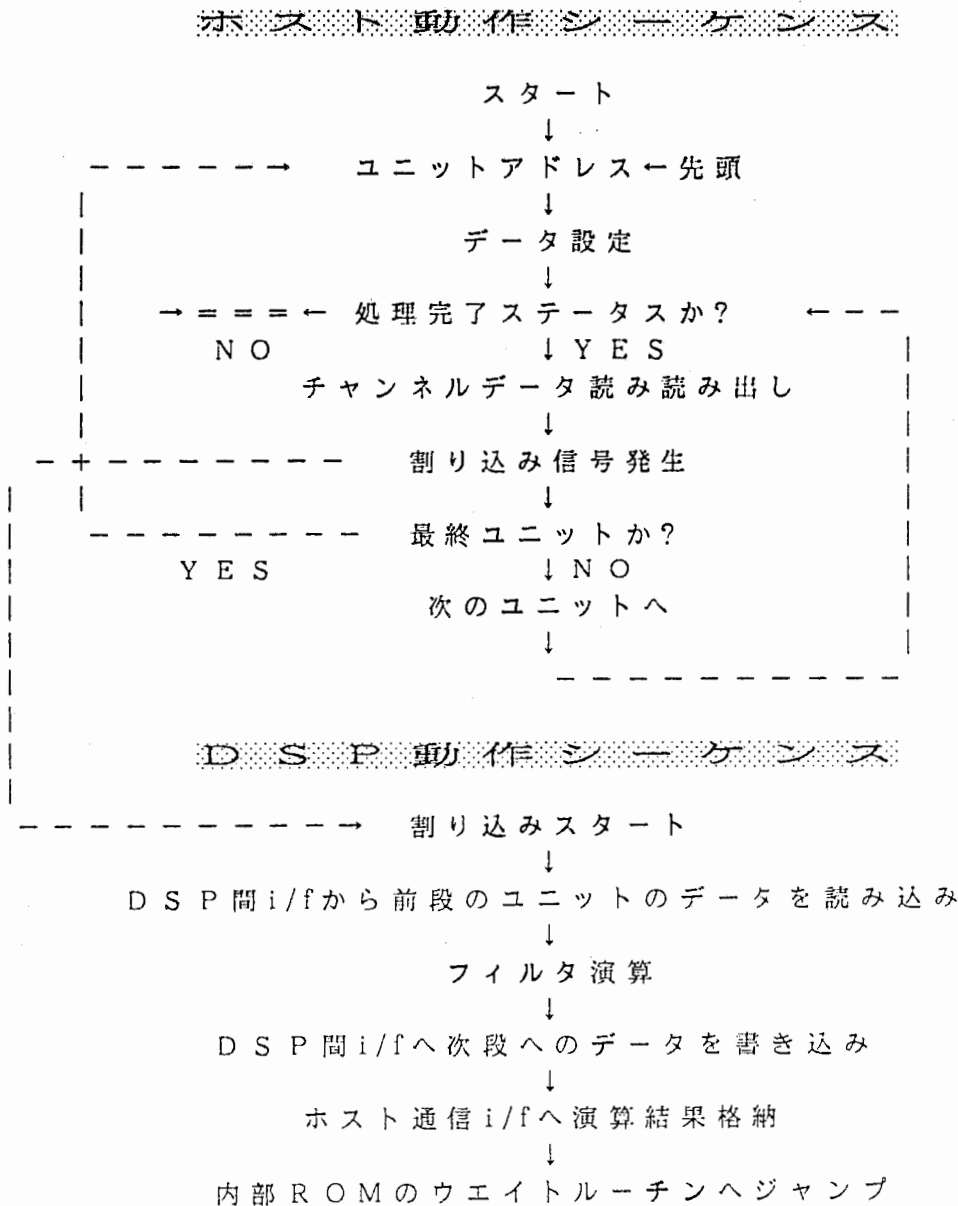 ホスト動作シーケンス
スタート
↓
------→ ユニットアドレス←先頭
↓
データ設定
↓
→===← 処理完了ステータスか? ←--
NO ↓YES
チャンネルデータ読み読み出し
↓
-+------- 割り込み信号発生
↓
-------- 最終ユニットか?
YES ↓NO
次のユニットへ
↓
----------
DSP動作シーケンス
----------→ 割り込みスタート
↓
DSP間i/fから前段のユニットのデータを読み込み
↓
フィルタ演算
↓
DSP間i/fへ次段へのデータを書き込み
↓
ホスト通信i/fへ演算結果格納
↓
内部ROMのウエイトルーチンへジャンプ